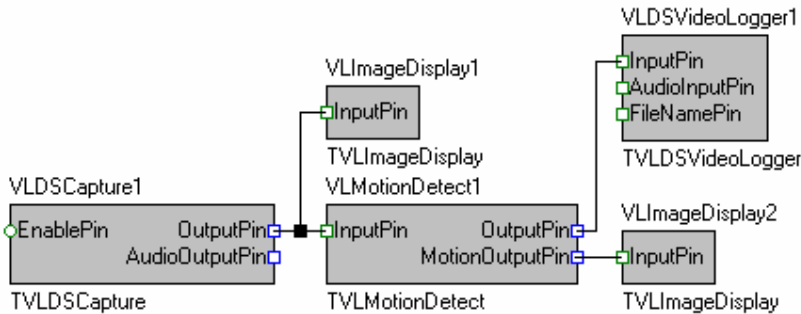 VLDSVideoLogger1
InputPin
AudioInputPin
FileNamePin
TVLDSVideoLogger
VLImageDisplay1
InputPin
TVLImageDisplay
VLDSCapture1
EnablePin OutputPin
AudioOutputPin
TVLDSCapture
VLMotionDetect1
InputPin OutputPin
MotionOutputPin
TVLMotionDetect
VLImageDisplay2
InputPin
TVLImageDisplay